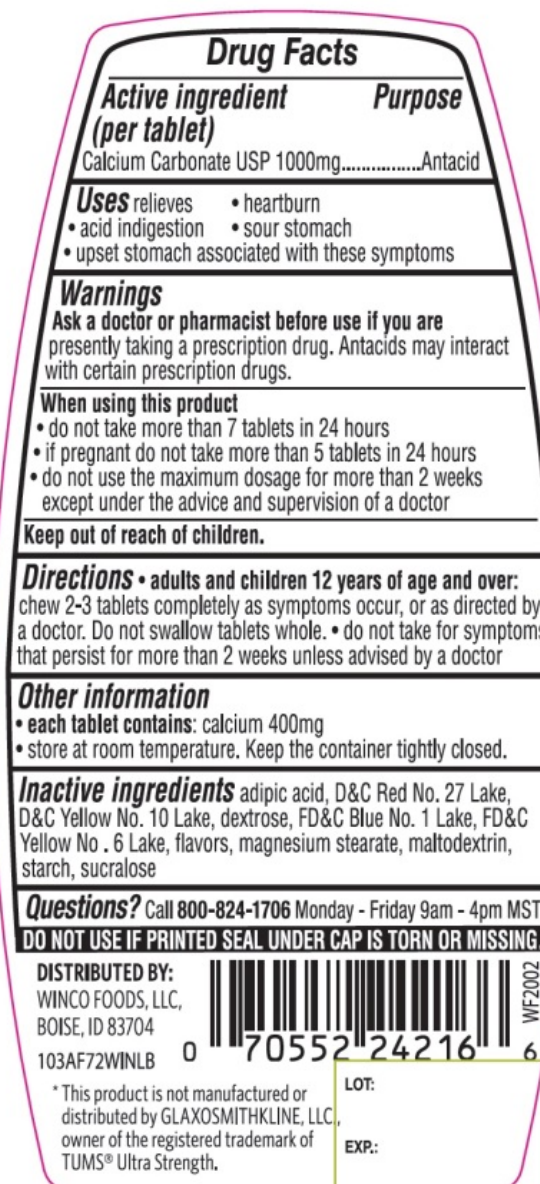 Drug Facts
Active ingredient Purpose
(per tablet)
Calcium Carbonate USP 1000mg................Antacid
Uses relieves • heartburn
• acid indigestion • sour stomach
• upset stomach associated with these symptoms
Warnings
Ask a doctor or pharmacist before use if you are
presently taking a prescription drug. Antacids may interact
with certain prescription drugs.
When using this product
• do not take more than 7 tablets in 24 hours
• if pregnant do not take more than 5 tablets in 24 hours
• do not use the maximum dosage for more than 2 weeks
except under the advice and supervision of a doctor
Keep out of reach of children.
Directions • adults and children 12 years of age and over:
chew 2-3 tablets completely as symptoms occur, or as directed by
a doctor. Do not swallow tablets whole. • do not take for symptoms
that persist for more than 2 weeks unless advised by a doctor
Other information
• each tablet contains: calcium 400mg
• store at room temperature. Keep the container tightly closed.
Inactive ingredients adipic acid, D&C Red No. 27 Lake,
D&C Yellow No. 10 Lake, dextrose, FD&C Blue No. 1 Lake, FD&C
Yellow No . 6 Lake, flavors, magnesium stearate, maltodextrin,
starch, sucralose
Questions? Call 800-824-1706 Monday - Friday 9am - 4pm MST
DO NOT USE IF PRINTED SEAL UNDER CAP IS TORN OR MISSING.
DISTRIBUTED BY:
WINCO FOODS, LLC,
BOISE, ID 83704
103AF72WINLB
0 70552 24216 6
WF2002
* This product is not manufactured or
distributed by GLAXOSMITHKLINE, LLC.,
owner of the registered trademark of
TUMS® Ultra Strength.
LOT:
EXP.: